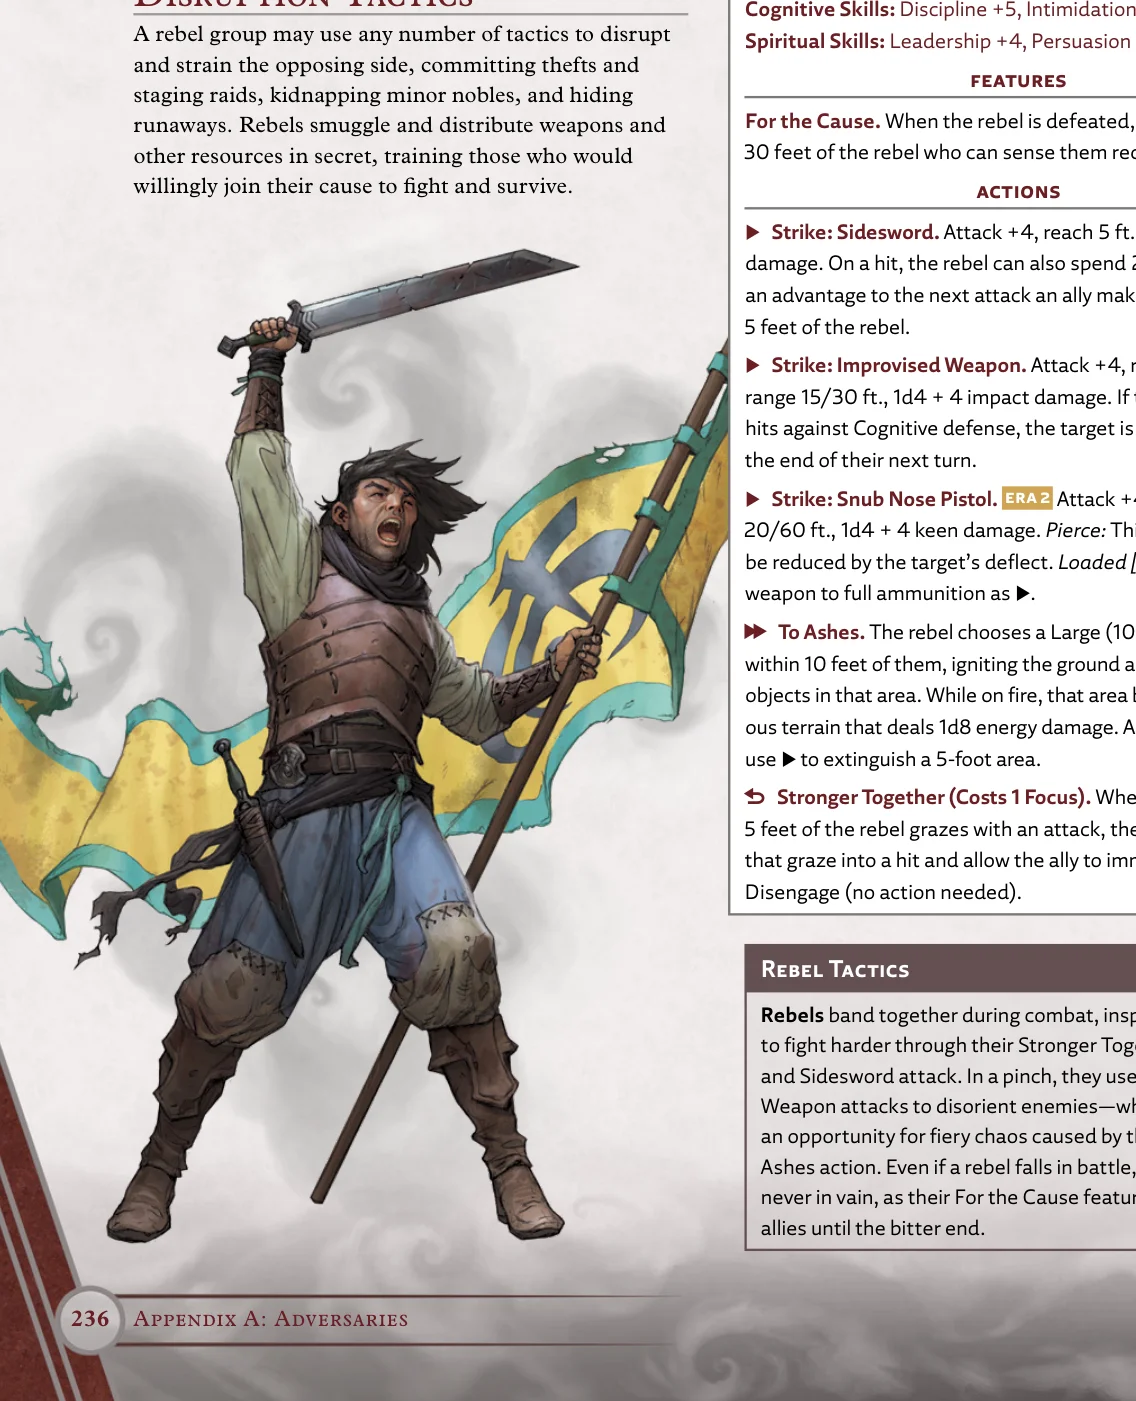 DISRUPTION TACTICS
A rebel group may use any number of tactics to disrupt
and strain the opposing side, committing thefts and
staging raids, kidnapping minor nobles, and hiding
runaways. Rebels smuggle and distribute weapons and
other resources in secret, training those who would
willingly join their cause to fight and survive.
Cognitive Skills: Discipline +5, Intimidation
Spiritual Skills: Leadership +4, Persuasion
FEATURES
For the Cause. When the rebel is defeated,
30 feet of the rebel who can sense them
ACTIONS
▶ Strike: Sidesword. Attack +4, reach 5 ft.
damage. On a hit, the rebel can also spend 2
an advantage to the next attack an ally
5 feet of the rebel.
▶ Strike: Improvised Weapon. Attack +4,
range 15/30 ft., 1d4 + 4 impact damage. If
hits against Cognitive defense, the target is
the end of their next turn.
▶ Strike: Snub Nose Pistol. ERA 2 Attack
20/60 ft., 1d4 + 4 keen damage. Pierce:
be reduced by the target’s deflect. Loaded [
weapon to full ammunition as ▶.
▶▶ To Ashes. The rebel chooses a Large (10
within 10 feet of them, igniting the ground
objects in that area. While on fire, that area
ous terrain that deals 1d8 energy damage.
use ▶ to extinguish a 5-foot area.
Stronger Together (Costs 1 Focus).
5 feet of the rebel grazes with an attack,
that graze into a hit and allow the ally to
Disengage (no action needed).
REBEL TACTICS
Rebels band together during combat,
to fight harder through their Stronger
and Sidesword attack. In a pinch, they use
Weapon attacks to disorient enemies—
an opportunity for fiery chaos caused by
Ashes action. Even if a rebel falls in battle,
never in vain, as their For the Cause
allies until the bitter end.
236 APPENDIX A: ADVERSARIES